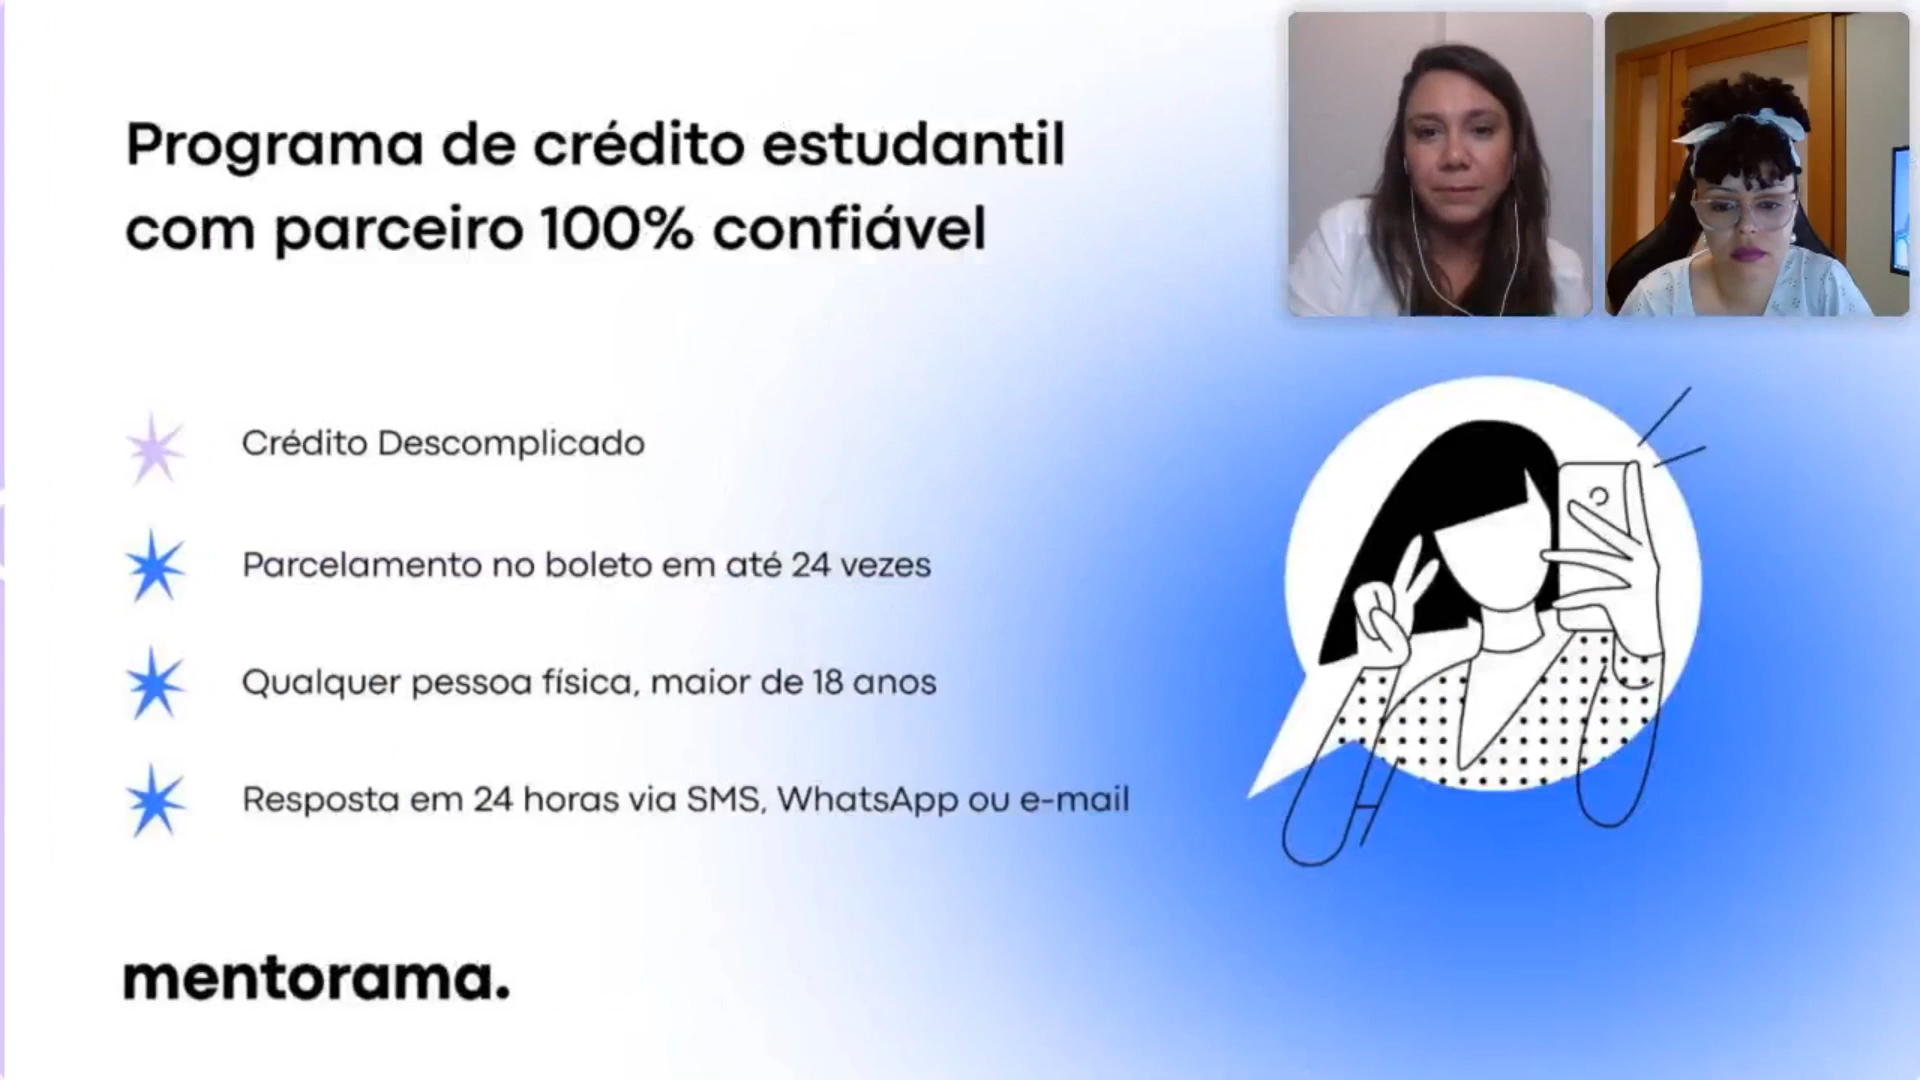 Programa de crédito estudantil
com parceiro 100% confiável
Crédito Descomplicado
Parcelamento no boleto em até 24 vezes
Qualquer pessoa física, maior de 18 anos
Resposta em 24 horas via SMS, WhatsApp ou e-mail
mentorama.